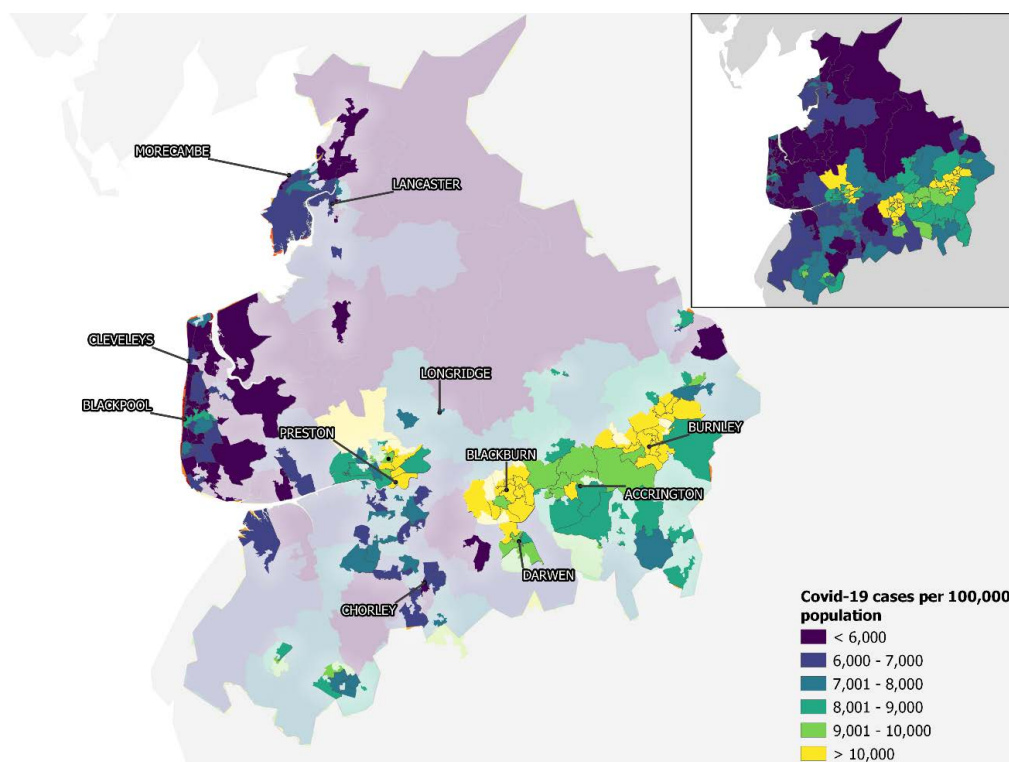 MORECAMBE
LANCASTER
CLEVELEYS
LONGRIDGE
BLACKPOOL
PRESTON
BLACKBURN
BURNLEY
ACCRINGTON
DARWEN
CHORLEY
Covid-19 cases per 100,000
population
< 6,000
6,000 - 7,000
7,001 - 8,000
8,001 - 9,000
9,001 - 10,000
> 10,000